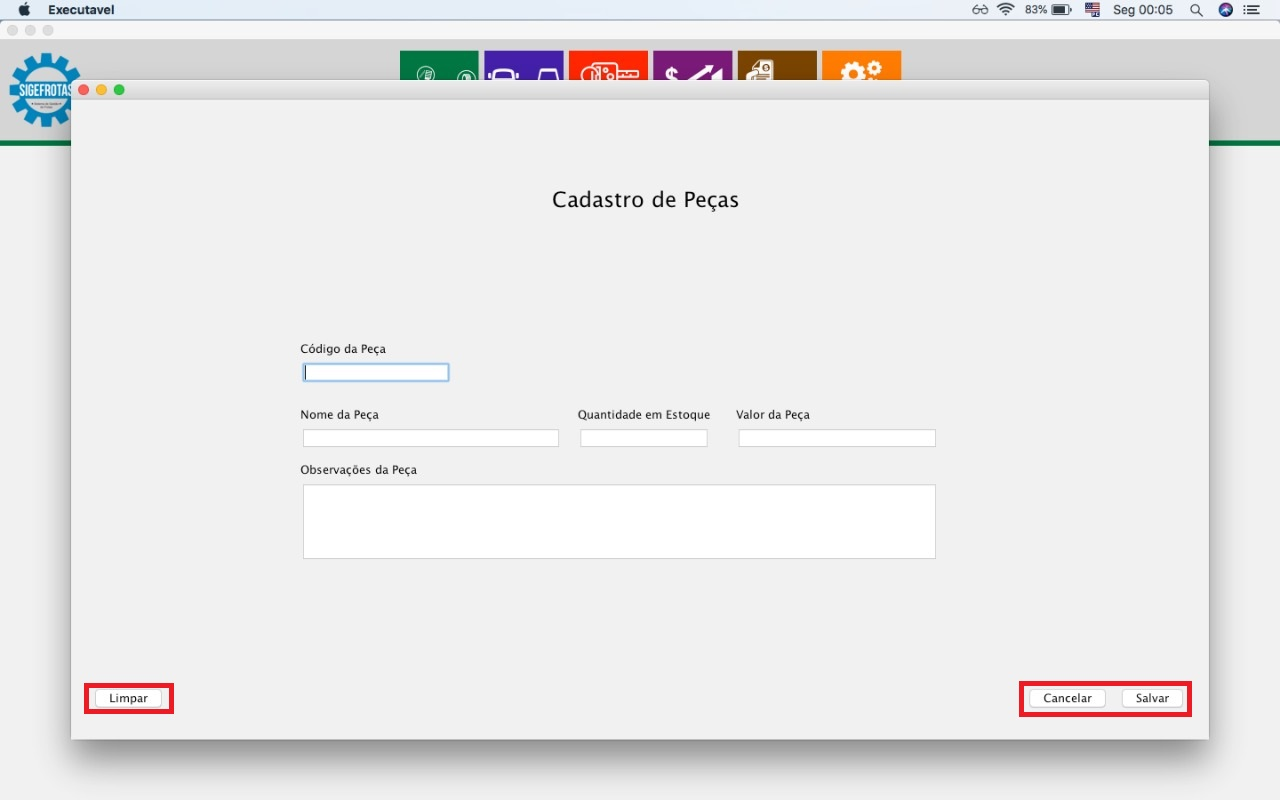 Executavel
83%
Seg 00:05
SIGEFROTAS
Cadastro de Peças
Código da Peça
Nome da Peça
Quantidade em Estoque
Valor da Peça
Observações da Peça
Limpar
Cancelar
Salvar